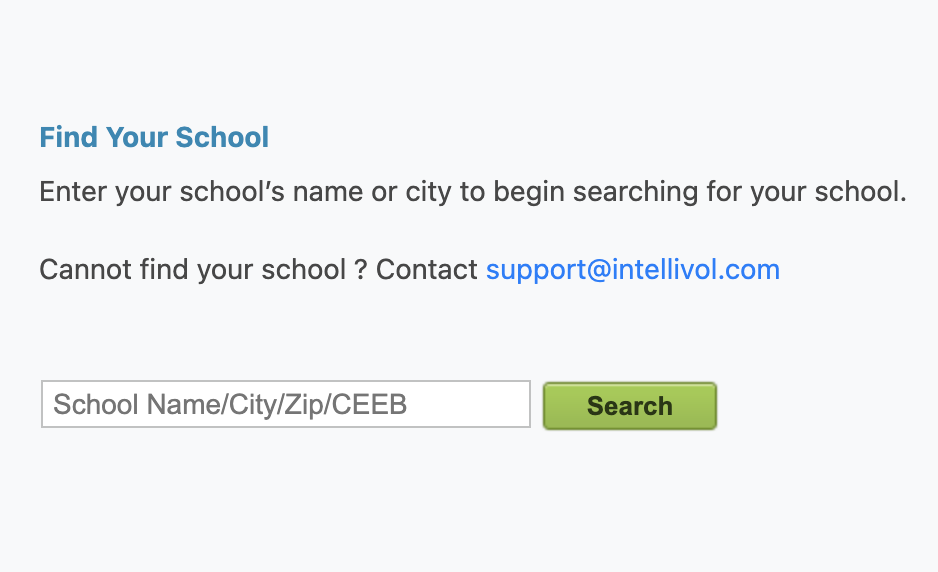 Find Your School
Enter your school’s name or city to begin searching for your school.
Cannot find your school ? Contact support@intellivol.com
School Name/City/Zip/CEEB
Search